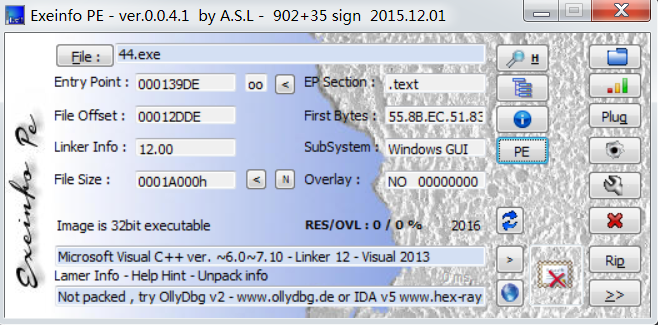 Exeinfo PE - ver.0.0.4.1 by A.S.L - 902+35 sign 2015.12.01
File : 44.exe H
Entry Point : 000139DE oo < EP Section : .text
File Offset : 00012DDE First Bytes : 55.8B.EC.51.83 Plug
Linker Info : 12.00 SubSystem : Windows GUI PE
File Size : 0001A000h < N Overlay : NO 00000000
Image is 32bit executable RES/OVL : 0 / 0 % 2016
Microsoft Visual C++ ver. ~6.0~7.10 - Linker 12 - Visual 2013 > Rip
Lamer Info - Help Hint - Unpack info
Not packed , try OllyDbg v2 - www.ollydbg.de or IDA v5 www.hex-ray >>
Exeinfo Pe